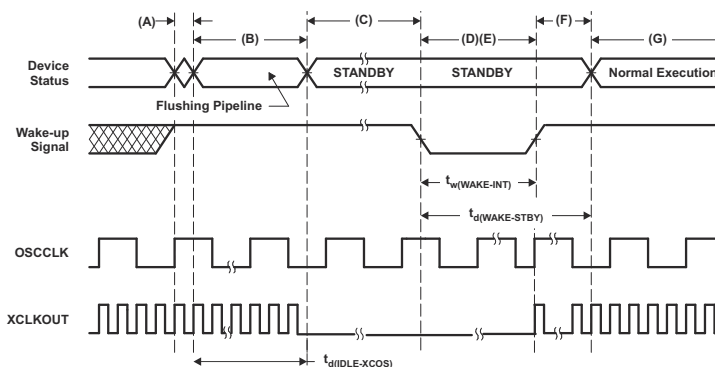 (A)
(B)
(C)
(D)(E)
(F)
(G)
Device
Status
STANDBY
STANDBY
Normal Execution
Flushing Pipeline
Wake-up
Signal
tw(WAKE-INT)
td(WAKE-STBY)
OSCCLK
XCLKOUT
td(IDLE-XCOS)